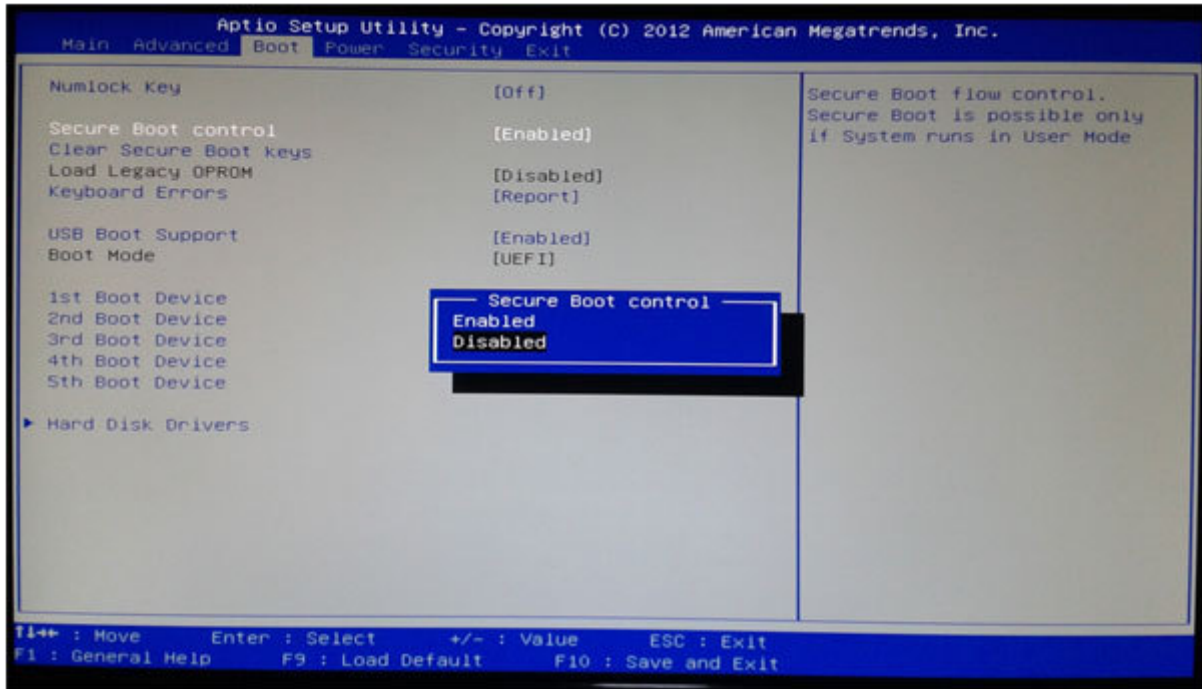 Aptio Setup Utility - Copyright (C) 2012 American Megatrends, Inc.
Main Advanced Boot Power Security Exit
Numlock Key [Off]
Secure Boot control [Enabled]
Clear Secure Boot keys
Load Legacy OPROM [Disabled]
Keyboard Errors [Report]
USB Boot Support [Enabled]
Boot Mode [UEFI]
1st Boot Device
2nd Boot Device
3rd Boot Device
4th Boot Device
5th Boot Device
Hard Disk Drivers
Secure Boot control
Enabled
Disabled
Secure Boot flow control.
Secure Boot is possible only
if System runs in User Mode
↑↓→← : Move Enter : Select +/- : Value ESC : Exit
F1 : General Help F9 : Load Default F10 : Save and Exit